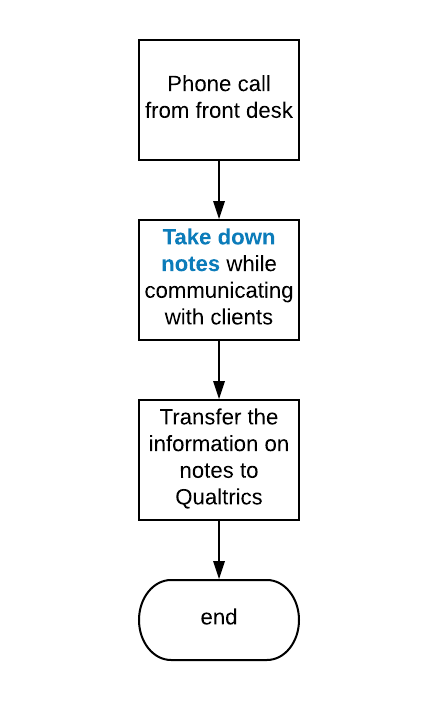 Phone call
from front desk
Take down
notes while
communicating
with clients
Transfer the
information on
notes to
Qualtrics
end